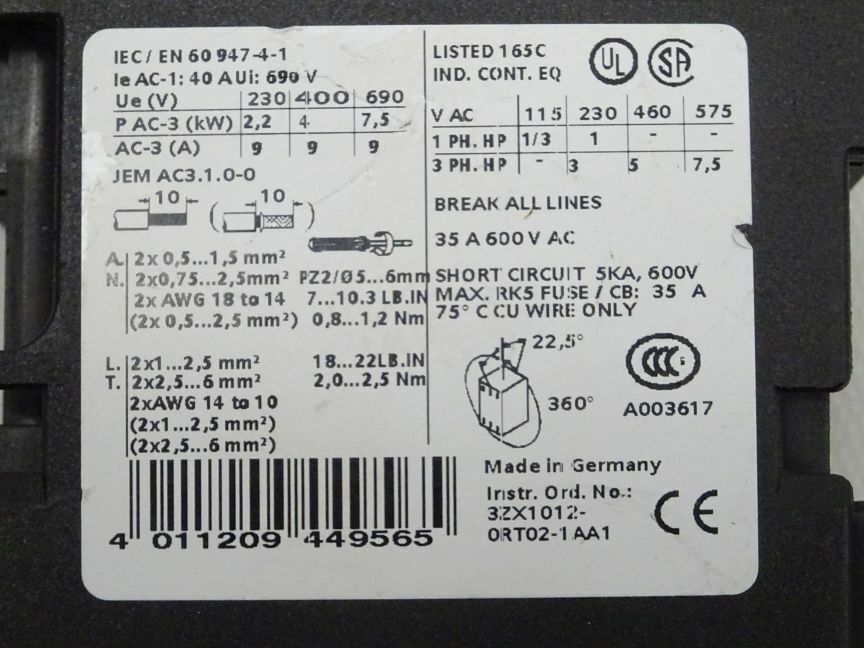 IEC / EN 60 947-4-1
Ie AC-1: 40 A Ui: 690 V
Ue (V) 230 400 690
P AC-3 (kW) 2,2 4 7,5
AC-3 (A) 9 9 9
JEM AC3.1.0-0
10 ( 10 )
A. 2x 0,5...1,5 mm²
N. 2x0,75...2,5mm² PZ2/Ø5...6mm
2x AWG 18 to 14 7...10.3 LB.IN
(2x 0,5...2,5 mm²) 0,8...1,2 Nm
L. 2x1...2,5 mm² 18...22LB.IN
T. 2x2,5...6 mm² 2,0...2,5 Nm
2xAWG 14 to 10
(2x1...2,5 mm²)
(2x2,5...6 mm²)
4 011209 449565
LISTED 165C
IND. CONT. EQ
UL SA
V AC 115 230 460 575
1 PH. HP 1/3 1 - -
3 PH. HP - 3 5 7,5
BREAK ALL LINES
35 A 600 V AC
SHORT CIRCUIT 5KA, 600V
MAX. RK5 FUSE / CB: 35 A
75° C CU WIRE ONLY
22,5°
360°
CCC
A003617
Made in Germany
Instr. Ord. No.:
3ZX1012-
0RT02-1AA1
CE